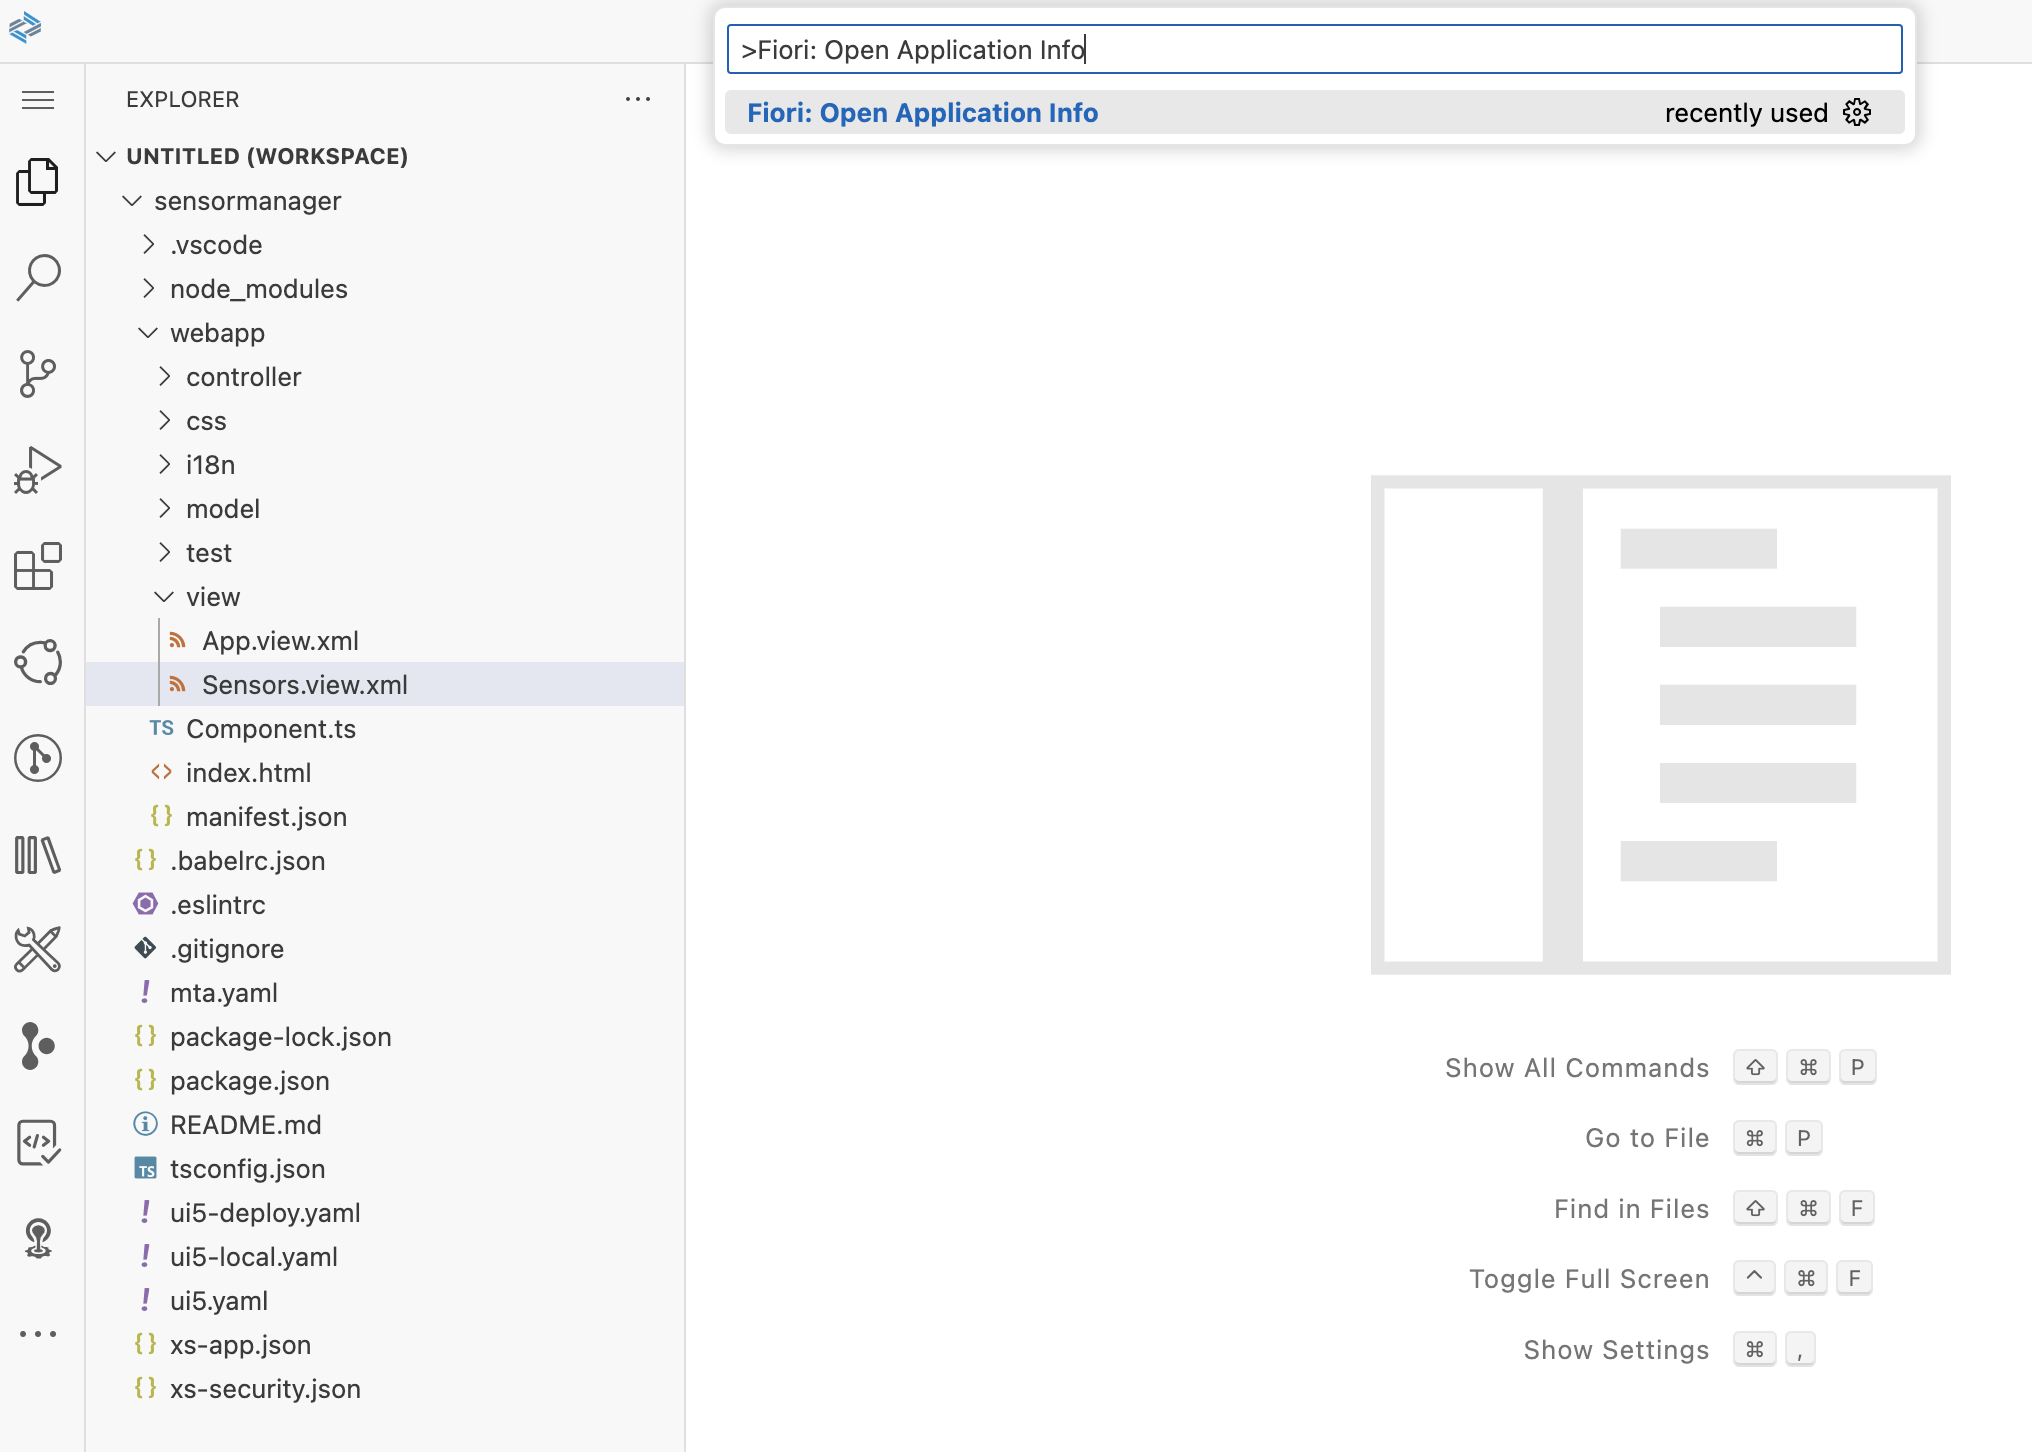 >Fiori: Open Application Info
Fiori: Open Application Info recently used
EXPLORER
UNTITLED (WORKSPACE)
sensormanager
.vscode
node_modules
webapp
controller
css
i18n
model
test
view
App.view.xml
Sensors.view.xml
TS Component.ts
index.html
{} manifest.json
{} .babelrc.json
.eslintrc
.gitignore
! mta.yaml
{} package-lock.json
{} package.json
README.md
TS tsconfig.json
! ui5-deploy.yaml
! ui5-local.yaml
! ui5.yaml
{} xs-app.json
{} xs-security.json
Show All Commands ⇧ ⌘ P
Go to File ⌘ P
Find in Files ⇧ ⌘ F
Toggle Full Screen ^ ⌘ F
Show Settings ⌘ ,